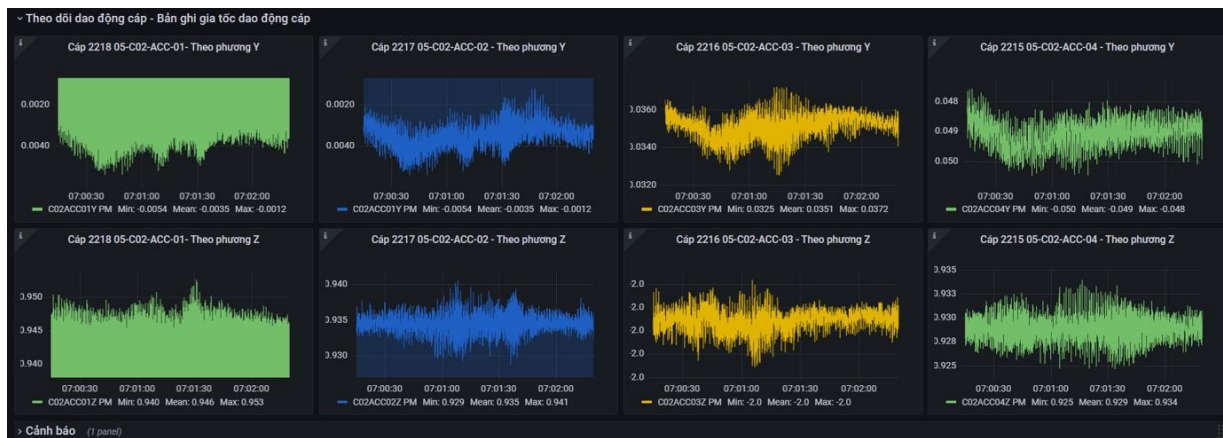 Theo dõi dao động cáp - Bản ghi gia tốc dao động cáp
Cáp 2218 05-C02-ACC-01- Theo phương Y
0.0020
0.0040
07:00:30 07:01:00 07:01:30 07:02:00
C02ACC01Y PM Min: -0.0054 Mean: -0.0035 Max: -0.0012
Cáp 2217 05-C02-ACC-02 - Theo phương Y
0.0020
0.0040
07:00:30 07:01:00 07:01:30 07:02:00
C02ACC01Y PM Min: -0.0054 Mean: -0.0035 Max: -0.0012
Cáp 2216 05-C02-ACC-03 - Theo phương Y
0.0360
0.0340
0.0320
07:00:30 07:01:00 07:01:30 07:02:00
C02ACC03Y PM Min: 0.0325 Mean: 0.0351 Max: 0.0372
Cáp 2215 05-C02-ACC-04 - Theo phương Y
0.048
0.049
0.050
07:00:30 07:01:00 07:01:30 07:02:00
C02ACC04Y PM Min: -0.050 Mean: -0.049 Max: -0.048
Cáp 2218 05-C02-ACC-01- Theo phương Z
0.950
0.945
0.940
07:00:30 07:01:00 07:01:30 07:02:00
C02ACC01Z PM Min: 0.940 Mean: 0.946 Max: 0.953
Cáp 2217 05-C02-ACC-02 - Theo phương Z
0.940
0.935
0.930
07:00:30 07:01:00 07:01:30 07:02:00
C02ACC02Z PM Min: 0.929 Mean: 0.935 Max: 0.941
Cáp 2216 05-C02-ACC-03 - Theo phương Z
-2.0
-2.0
-2.0
-2.0
-2.0
07:00:30 07:01:00 07:01:30 07:02:00
C02ACC03Z PM Min: -2.0 Mean: -2.0 Max: -2.0
Cáp 2215 05-C02-ACC-04 - Theo phương Z
0.935
0.933
0.930
0.928
0.925
07:00:30 07:01:00 07:01:30 07:02:00
C02ACC04Z PM Min: 0.925 Mean: 0.929 Max: 0.934
Cảnh báo (1 panel)